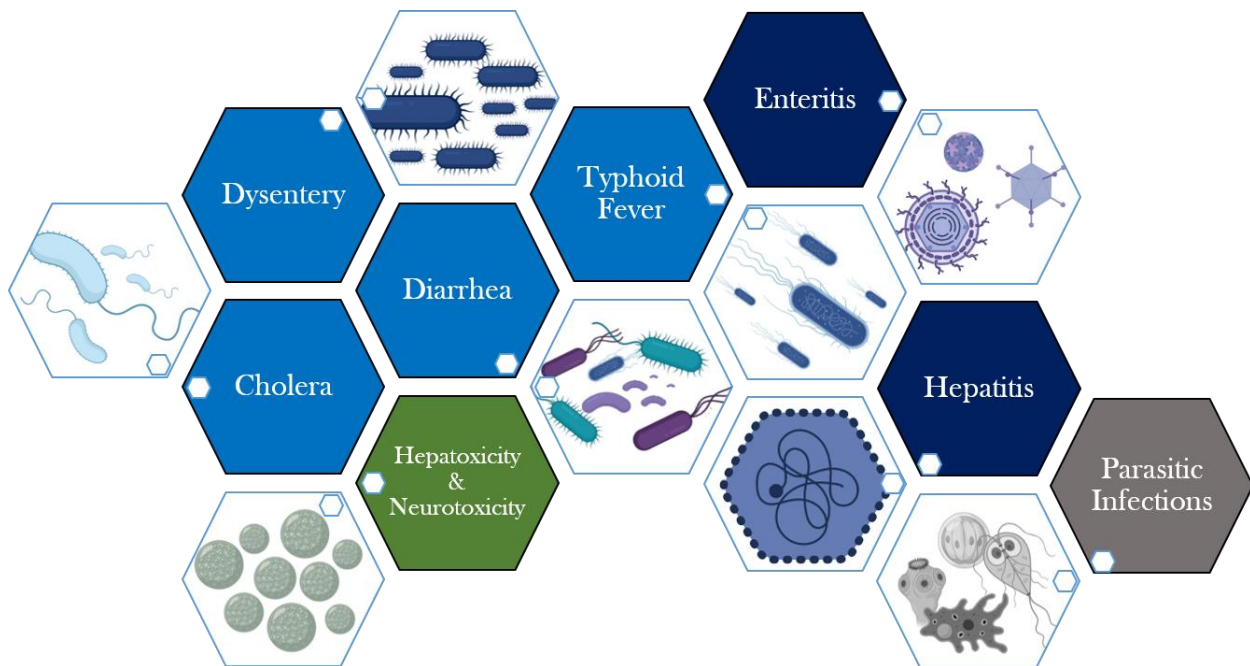 Enteritis
Dysentery
Typhoid
Fever
Diarrhea
Cholera
Hepatitis
Hepatoxicity
&
Neurotoxicity
Parasitic
Infections